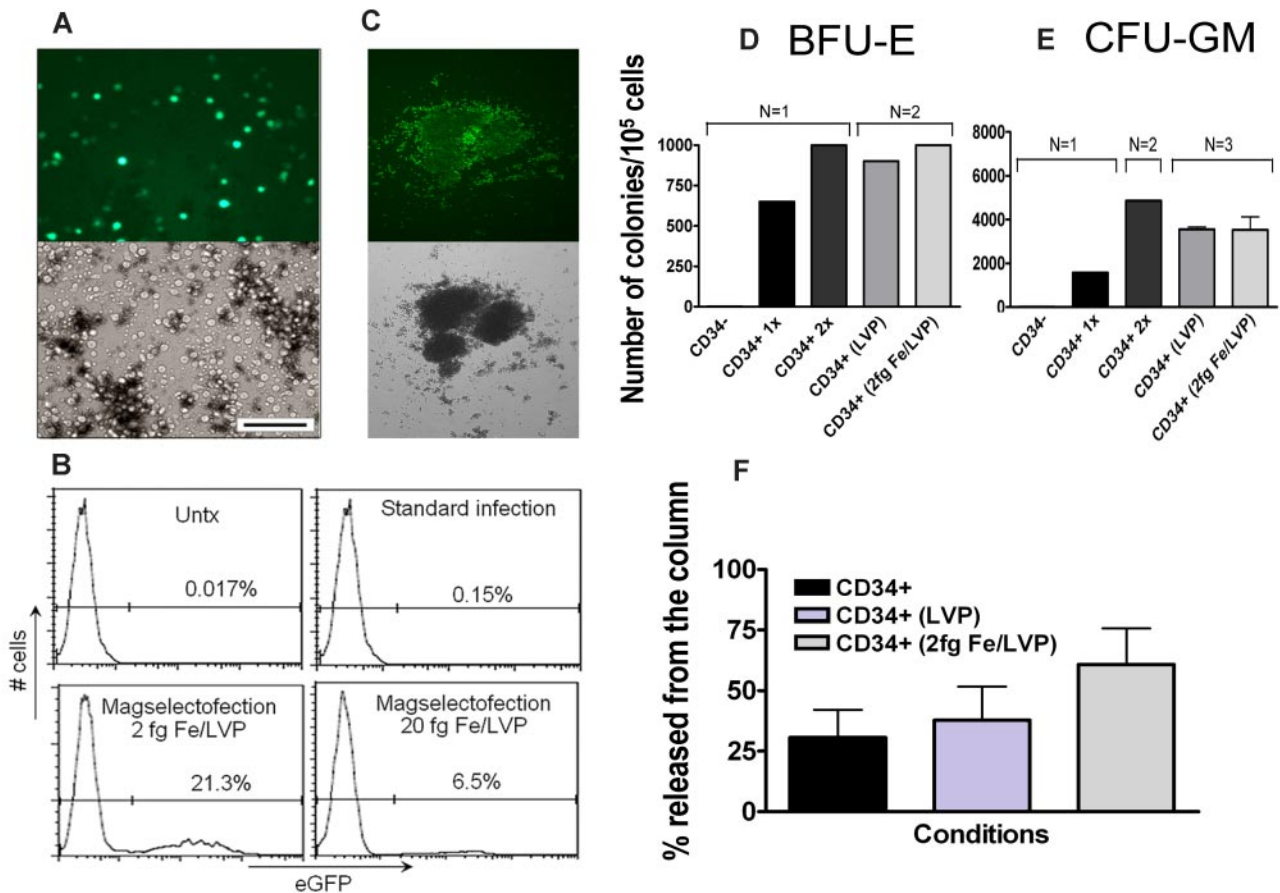 A
C
B
Untx
0.017%
Standard infection
0.15%
Magselectofection
2 fg Fe/LVP
21.3%
Magselectofection
20 fg Fe/LVP
6.5%
# cells
eGFP
D BFU-E
Number of colonies/10⁵ cells
N=1
N=2
1000
750
500
250
0
CD34-
CD34+ 1x
CD34+ 2x
CD34+ (LVP)
CD34+ (2fg Fe/LVP)
E CFU-GM
N=1
N=2
N=3
8000
6000
4000
2000
0
CD34-
CD34+ 1x
CD34+ 2x
CD34+ (LVP)
CD34+ (2fg Fe/LVP)
F
% released from the column
100
75
50
25
0
CD34+
CD34+ (LVP)
CD34+ (2fg Fe/LVP)
Conditions